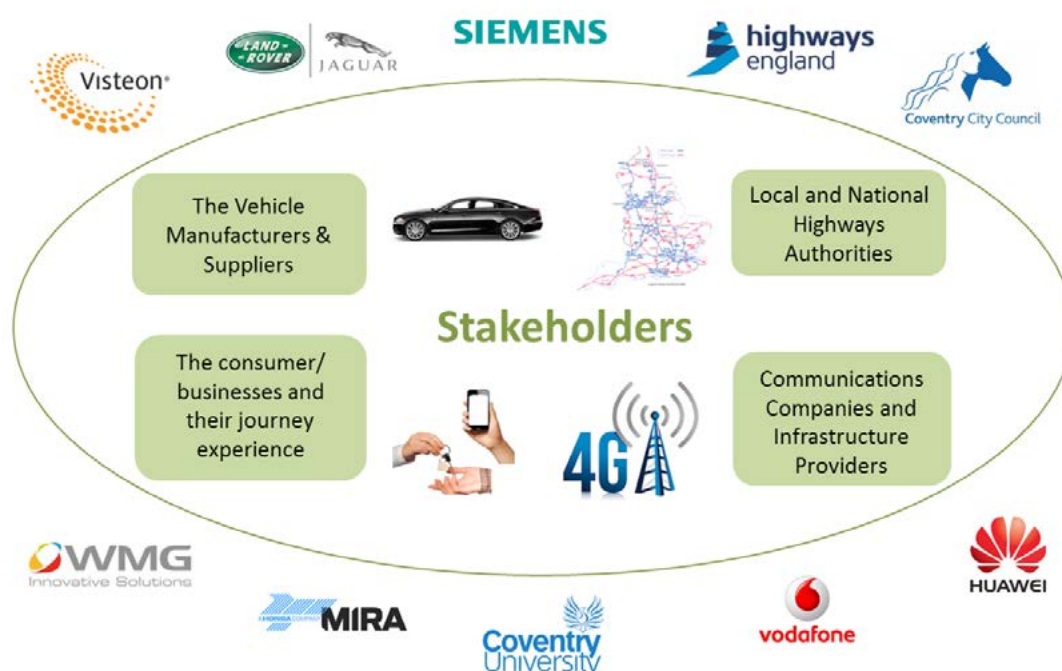 SIEMENS
LAND-
ROVER
JAGUAR
highways
england
Visteon®
Coventry City Council
The Vehicle
Manufacturers &
Suppliers
Local and National
Highways
Authorities
Stakeholders
The consumer/
businesses and
their journey
experience
4G
Communications
Companies and
Infrastructure
Providers
WMG
Innovative Solutions
HUAWEI
A HORIBA COMPANY
MIRA
Coventry
University
vodafone